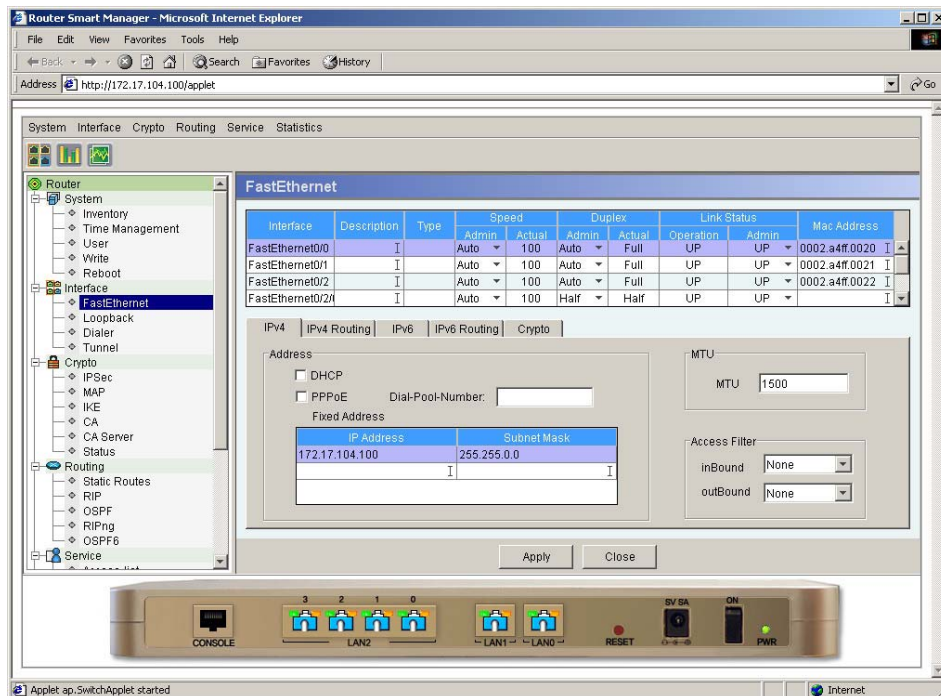 Router Smart Manager - Microsoft Internet Explorer
File Edit View Favorites Tools Help
Back Search Favorites History
Address http://172.17.104.100/applet Go
System Interface Crypto Routing Service Statistics
Router
System
Inventory
Time Management
User
Write
Reboot
Interface
FastEthernet
Loopback
Dialer
Tunnel
Crypto
IPSec
MAP
IKE
CA
CA Server
Status
Routing
Static Routes
RIP
OSPF
RIPng
OSPF6
Service
FastEthernet
Interface Description Type Speed Duplex Link Status Mac Address
Admin Actual Admin Actual Operation Admin
FastEthernet0/0 Auto 100 Auto Full UP UP 0002.a4ff.0020
FastEthernet0/1 Auto 100 Auto Full UP UP 0002.a4ff.0021
FastEthernet0/2 Auto 100 Auto Full UP UP 0002.a4ff.0022
FastEthernet0/2/ Auto 100 Half Half UP UP
IPv4 IPv4 Routing IPv6 IPv6 Routing Crypto
Address
DHCP
PPPoE Dial-Pool-Number:
Fixed Address
IP Address Subnet Mask
172.17.104.100 255.255.0.0
MTU
MTU 1500
Access Filter
inBound None
outBound None
Apply Close
3 2 1 0 5V 5A ON
CONSOLE LAN2 LAN1 LAN0 RESET PWR
Applet ap.SwitchApplet started Internet